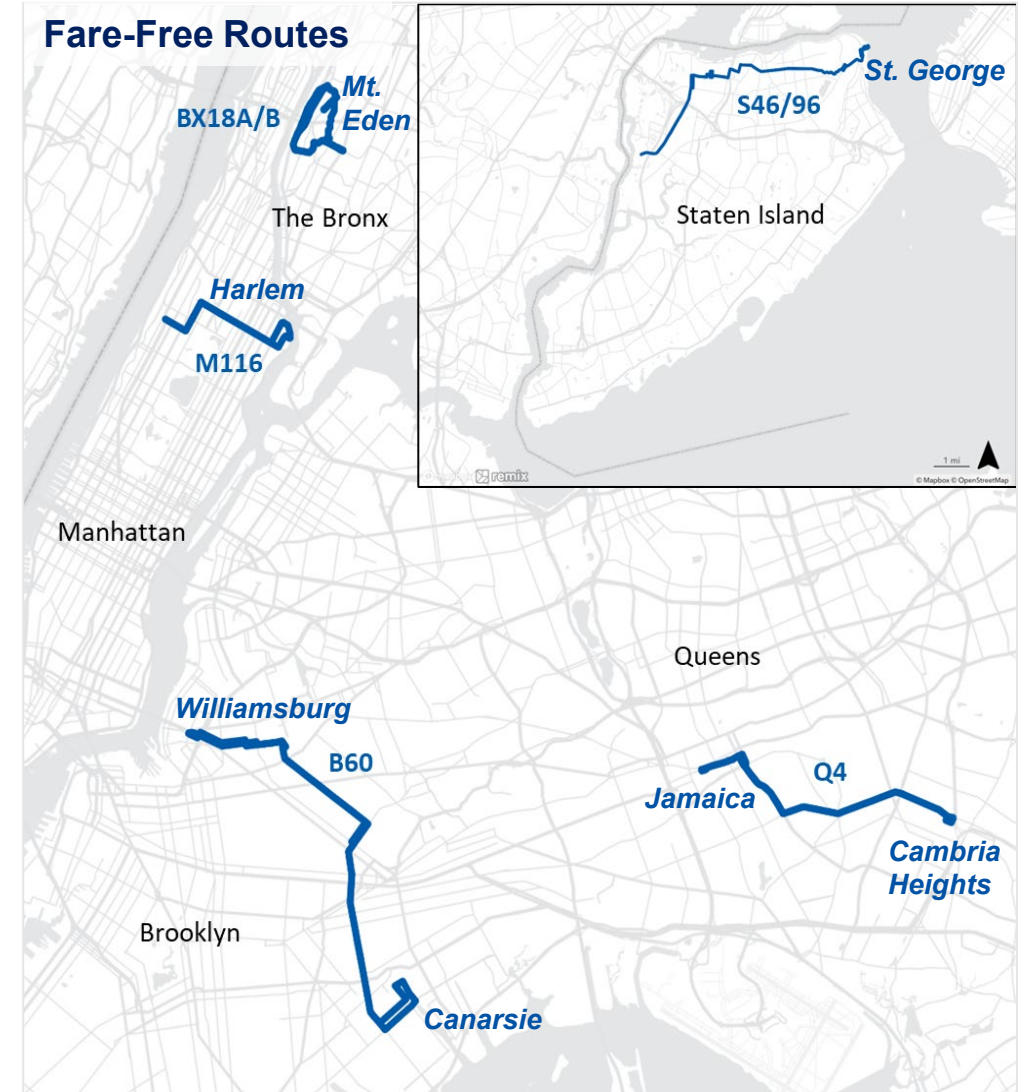 Fare-Free Routes
Mt.
Eden
BX18A/B
The Bronx
Harlem
M116
Manhattan
St. George
S46/96
Staten Island
remix
1 mi
© Mapbox © OpenStreetMap
Queens
Williamsburg
B60
Jamaica
Q4
Cambria
Heights
Brooklyn
Canarsie